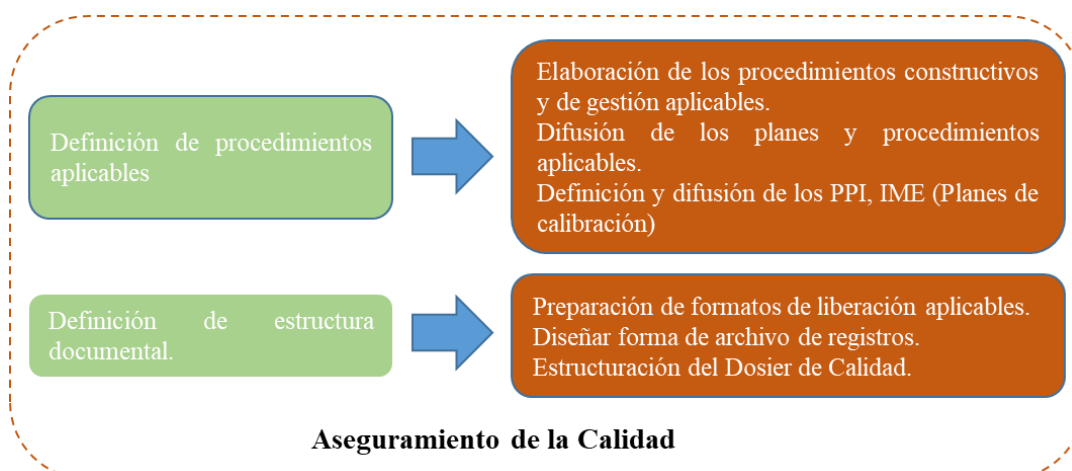 Definición de procedimientos
aplicables
Elaboración de los procedimientos constructivos
y de gestión aplicables.
Difusión de los planes y procedimientos
aplicables.
Definición y difusión de los PPI, IME (Planes de
calibración)
Definición de estructura
documental.
Preparación de formatos de liberación aplicables.
Diseñar forma de archivo de registros.
Estructuración del Dosier de Calidad.
Aseguramiento de la Calidad